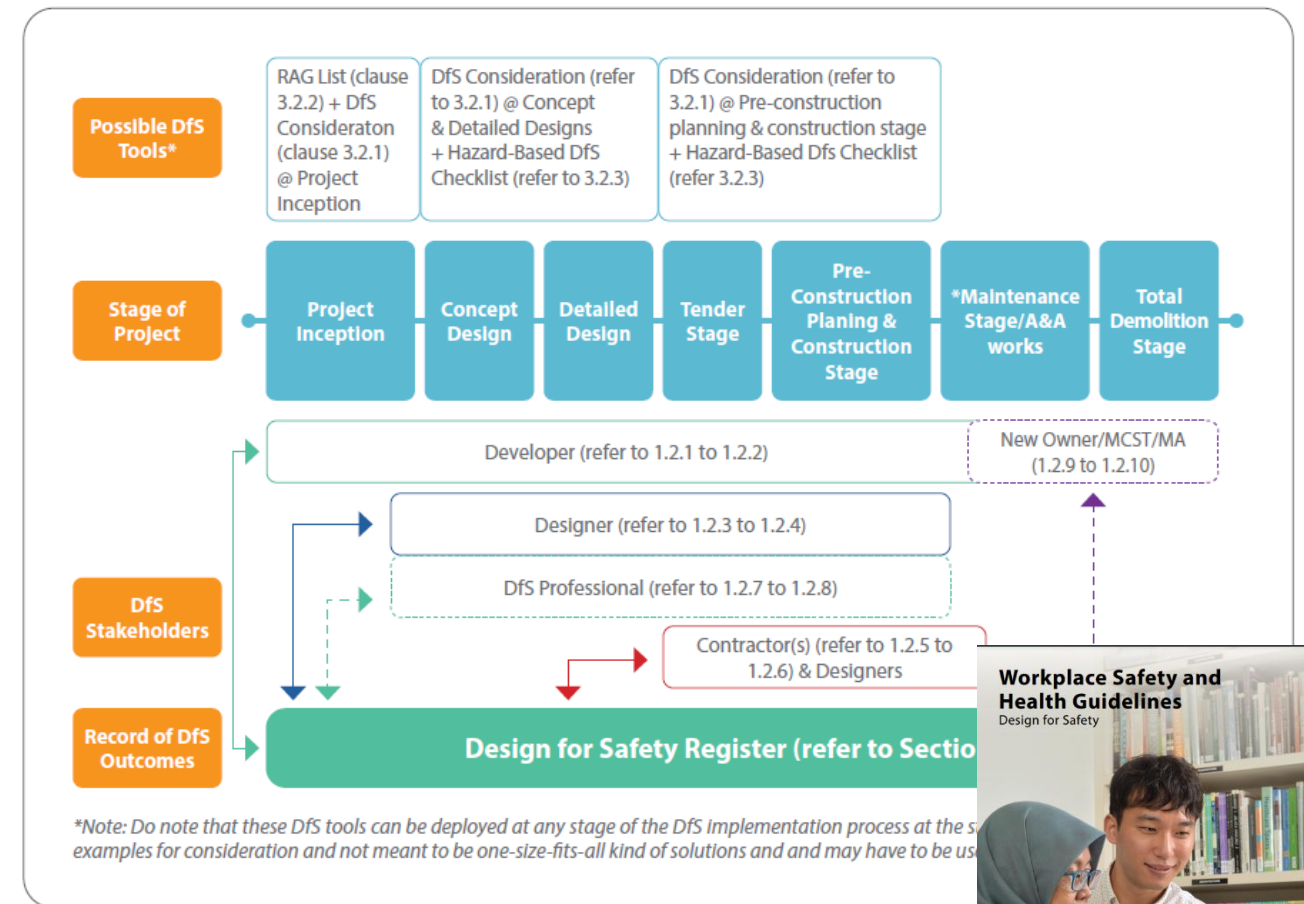 RAG List (clause
3.2.2) + DfS
Consideraton
(clause 3.2.1)
@ Project
Inception
DfS Consideration (refer
to 3.2.1) @ Concept
& Detailed Designs
+ Hazard-Based DfS
Checklist (refer to 3.2.3)
DfS Consideration (refer to
3.2.1) @ Pre-construction
planning & construction stage
+ Hazard-Based Dfs Checklist
(refer 3.2.3)
Possible DfS
Tools*
Stage of
Project
Project
Inception
Concept
Design
Detailed
Design
Tender
Stage
Pre-
Construction
Planing &
Construction
Stage
*Maintenance
Stage/A&A
works
Total
Demolition
Stage
Developer (refer to 1.2.1 to 1.2.2)
New Owner/MCST/MA
(1.2.9 to 1.2.10)
Designer (refer to 1.2.3 to 1.2.4)
DfS Professional (refer to 1.2.7 to 1.2.8)
DfS
Stakeholders
Contractor(s) (refer to 1.2.5 to
1.2.6) & Designers
Workplace Safety and
Health Guidelines
Design for Safety
Record of DfS
Outcomes
Design for Safety Register (refer to Sectio
*Note: Do note that these DfS tools can be deployed at any stage of the DfS implementation process at the s
examples for consideration and not meant to be one-size-fits-all kind of solutions and and may have to be us